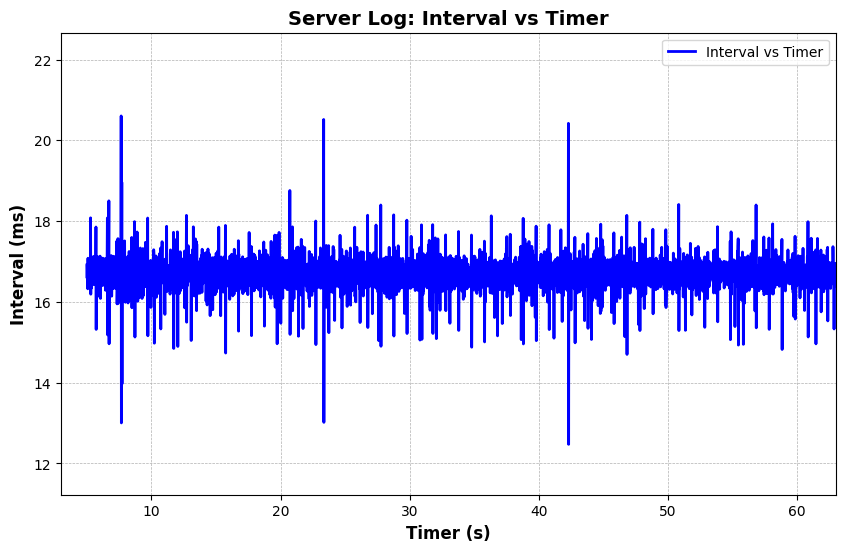 Server Log: Interval vs Timer
Interval vs Timer
22
20
18
16
14
12
Interval (ms)
10 20 30 40 50 60
Timer (s)